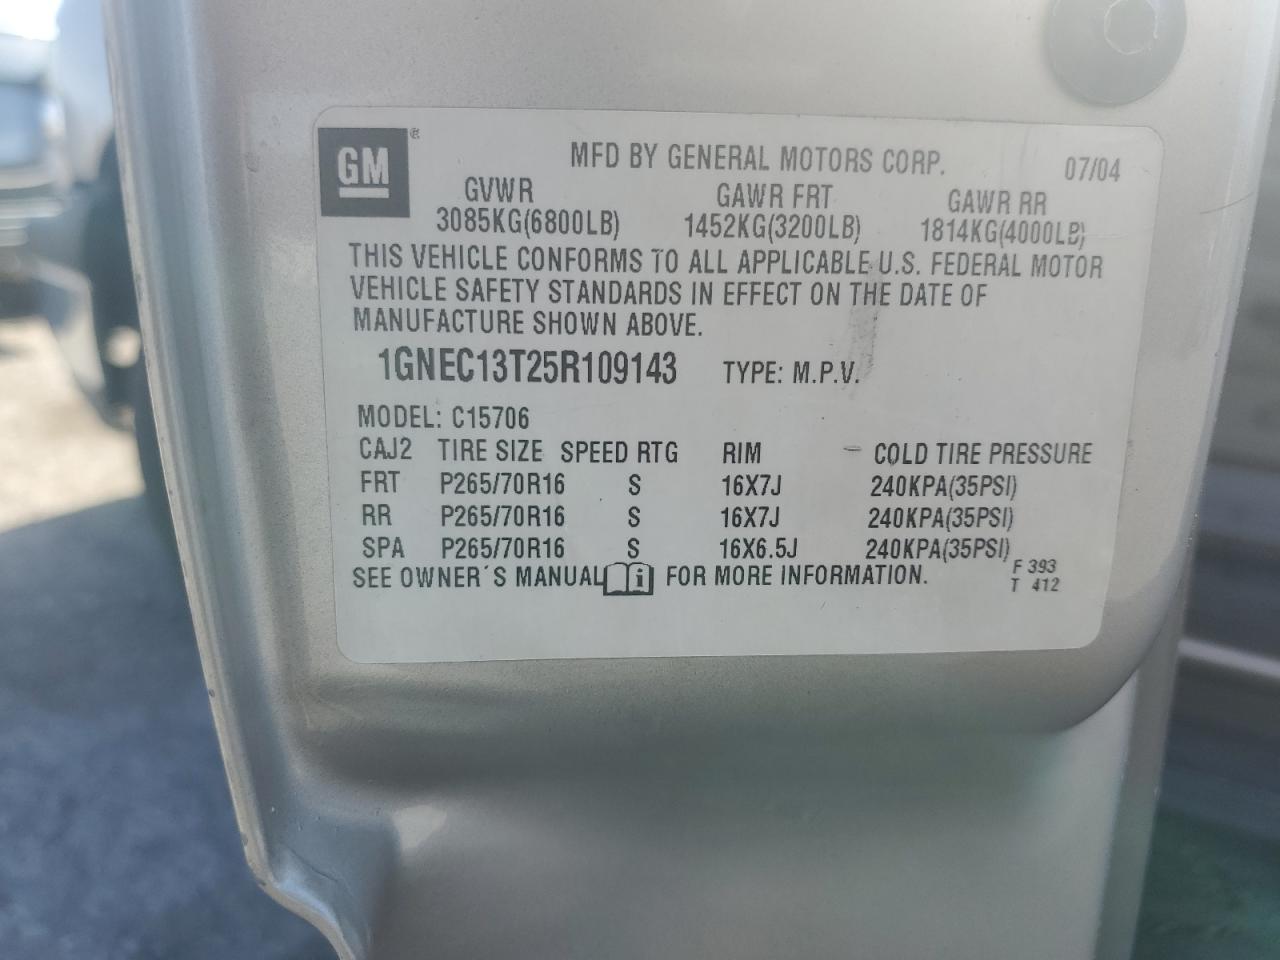 GM ®
MFD BY GENERAL MOTORS CORP. 07/04
GVWR GAWR FRT GAWR RR
3085KG(6800LB) 1452KG(3200LB) 1814KG(4000LB)
THIS VEHICLE CONFORMS TO ALL APPLICABLE U.S. FEDERAL MOTOR
VEHICLE SAFETY STANDARDS IN EFFECT ON THE DATE OF
MANUFACTURE SHOWN ABOVE.
1GNEC13T25R109143 TYPE: M.P.V.
MODEL: C15706
CAJ2 TIRE SIZE SPEED RTG RIM COLD TIRE PRESSURE
FRT P265/70R16 S 16X7J 240KPA(35PSI)
RR P265/70R16 S 16X7J 240KPA(35PSI)
SPA P265/70R16 S 16X6.5J 240KPA(35PSI)
SEE OWNER´S MANUAL i FOR MORE INFORMATION. F 393
T 412